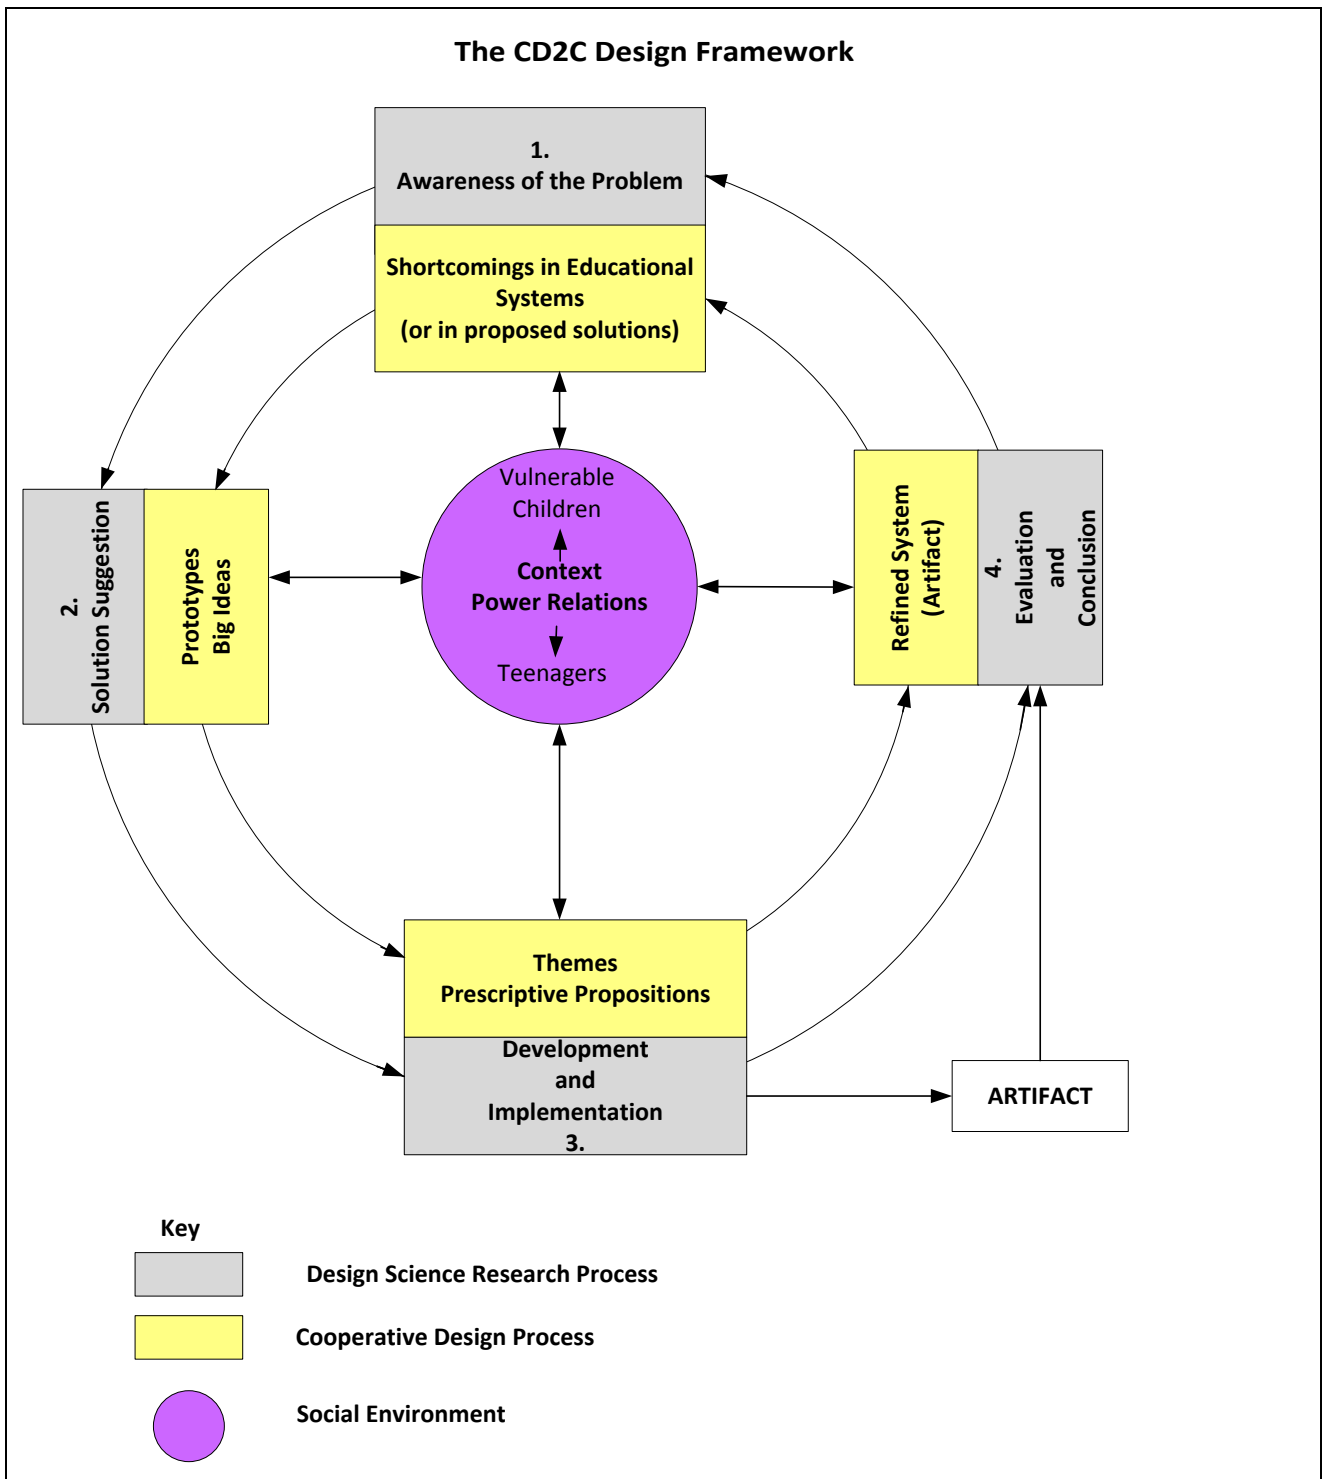 The CD2C Design Framework
1.
Awareness of the Problem
Shortcomings in Educational
Systems
(or in proposed solutions)
2.
Solution Suggestion
Prototypes
Big Ideas
Vulnerable
Children
Context
Power Relations
Teenagers
Refined System
(Artifact)
4.
Evaluation
and
Conclusion
Themes
Prescriptive Propositions
Development
and
Implementation
3.
ARTIFACT
Key
Design Science Research Process
Cooperative Design Process
Social Environment